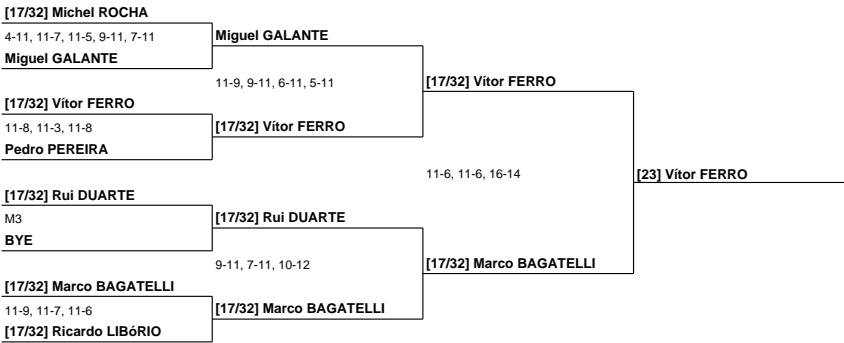 [17/32] Michel ROCHA
4-11, 11-7, 11-5, 9-11, 7-11
Miguel GALANTE
Miguel GALANTE
11-9, 9-11, 6-11, 5-11
[17/32] Vítor FERRO
[17/32] Vítor FERRO
11-8, 11-3, 11-8
[17/32] Vítor FERRO
Pedro PEREIRA
11-6, 11-6, 16-14
[23] Vítor FERRO
[17/32] Rui DUARTE
M3
[17/32] Rui DUARTE
BYE
9-11, 7-11, 10-12
[17/32] Marco BAGATELLI
[17/32] Marco BAGATELLI
11-9, 11-7, 11-6
[17/32] Marco BAGATELLI
[17/32] Ricardo LIBóRIO